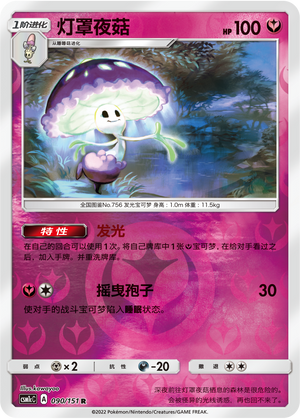 1阶进化
灯罩夜菇
HP 100
从睡睡菇进化
全国图鉴No.756 发光宝可梦 身高：1.0m 体重：11.5kg
特性 发光
在自己的回合可以使用1次。将自己牌库中1张宝可梦，在给对手看过之
后，加入手牌。并重洗牌库。
摇曳孢子 30
使对手的战斗宝可梦陷入睡眠状态。
弱点 ×2 抵抗力 -20 撤退
illus.kawayoo
CSM1cC A 090/151 R
深夜前往灯罩夜菇栖息的森林是很危险的。
会被怪异的光线诱惑，再也回不来了。
©2022 Pokémon/Nintendo/Creatures/GAME FREAK.